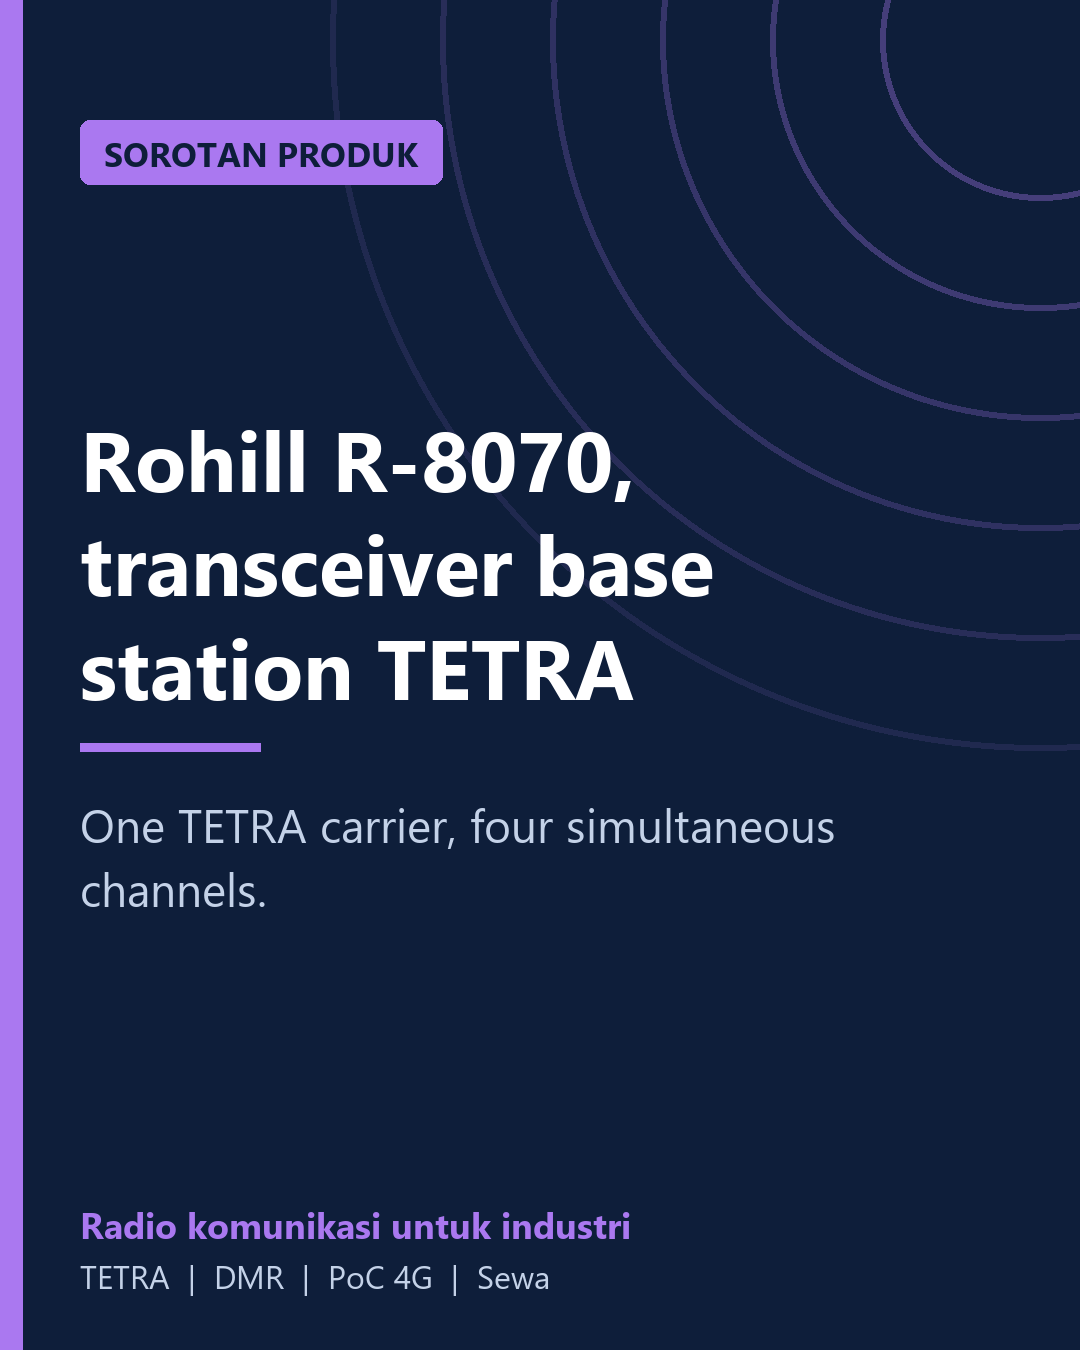 SOROTAN PRODUK
Rohill R-8070,
transceiver base
station TETRA
One TETRA carrier, four simultaneous
channels.
Radio komunikasi untuk industri
TETRA | DMR | PoC 4G | Sewa